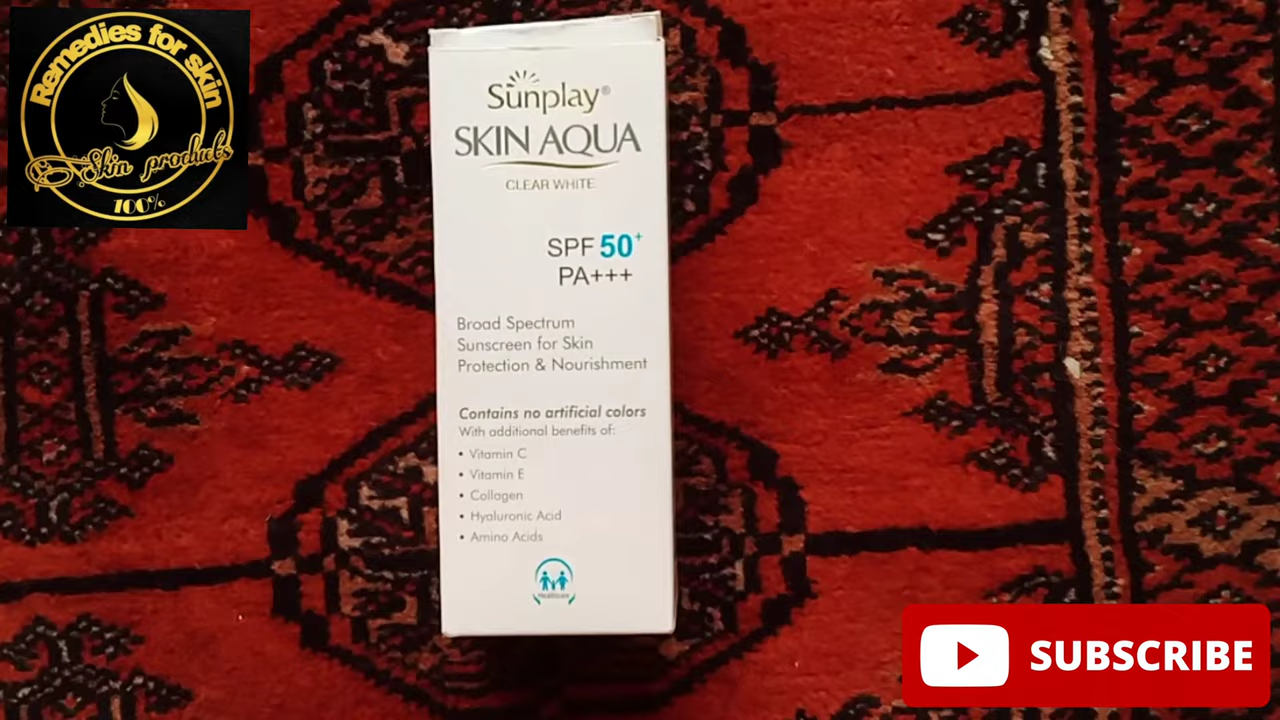 Remedies for skin
Skin products
100%
Sunplay®
SKIN AQUA
CLEAR WHITE
SPF 50+
PA+++
Broad Spectrum
Sunscreen for Skin
Protection & Nourishment
Contains no artificial colors
With additional benefits of:
• Vitamin C
• Vitamin E
• Collagen
• Hyaluronic Acid
• Amino Acids
Healthcare
SUBSCRIBE